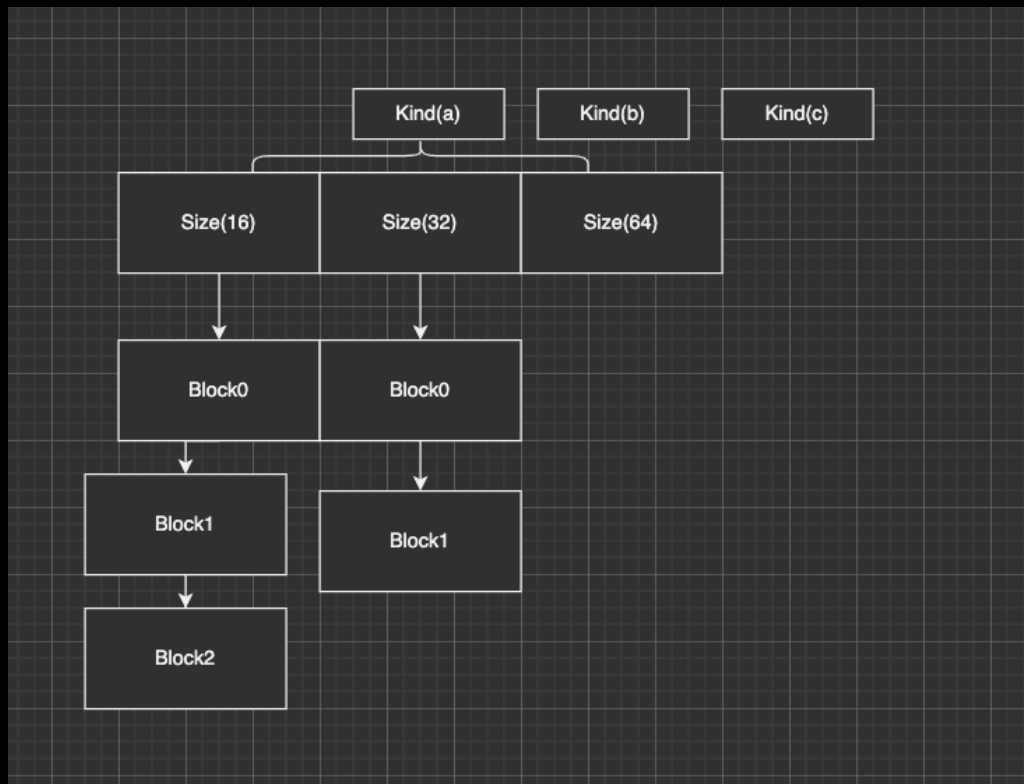 Kind(a)
Kind(b)
Kind(c)
Size(16)
Size(32)
Size(64)
Block0
Block0
Block1
Block1
Block2